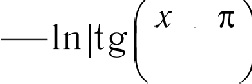 —ln|tg( x . π